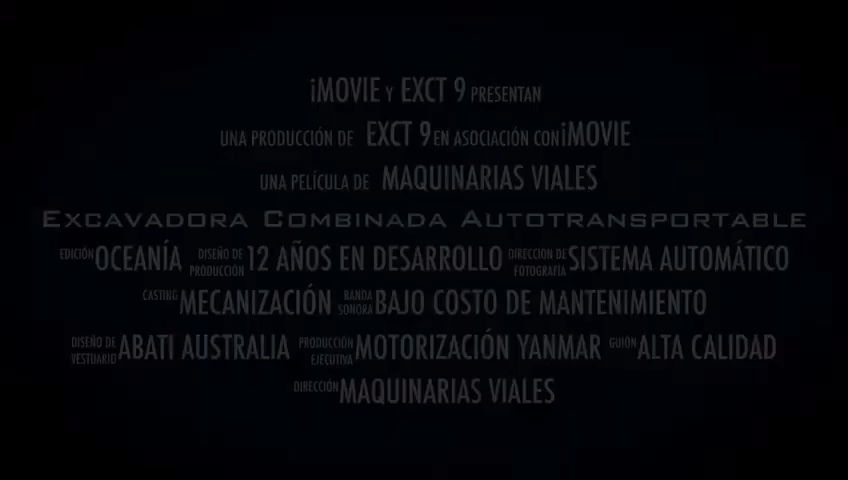 iMOVIE Y EXCT 9 PRESENTAN
UNA PRODUCCIÓN DE EXCT 9 EN ASOCIACIÓN CON iMOVIE
UNA PELÍCULA DE MAQUINARIAS VIALES
EXCAVADORA COMBINADA AUTOTRANSPORTABLE
EDICIÓN OCEANÍA DISEÑO DE PRODUCCIÓN 12 AÑOS EN DESARROLLO DIRECCION DE FOTOGRAFÍA SISTEMA AUTOMÁTICO
CASTING MECANIZACIÓN BANDA SONORA BAJO COSTO DE MANTENIMIENTO
DISEÑO DE VESTUARIO ABATI AUSTRALIA PRODUCCIÓN EJECUTIVA MOTORIZACIÓN YANMAR GUIÓN ALTA CALIDAD
DIRECCIÓN MAQUINARIAS VIALES